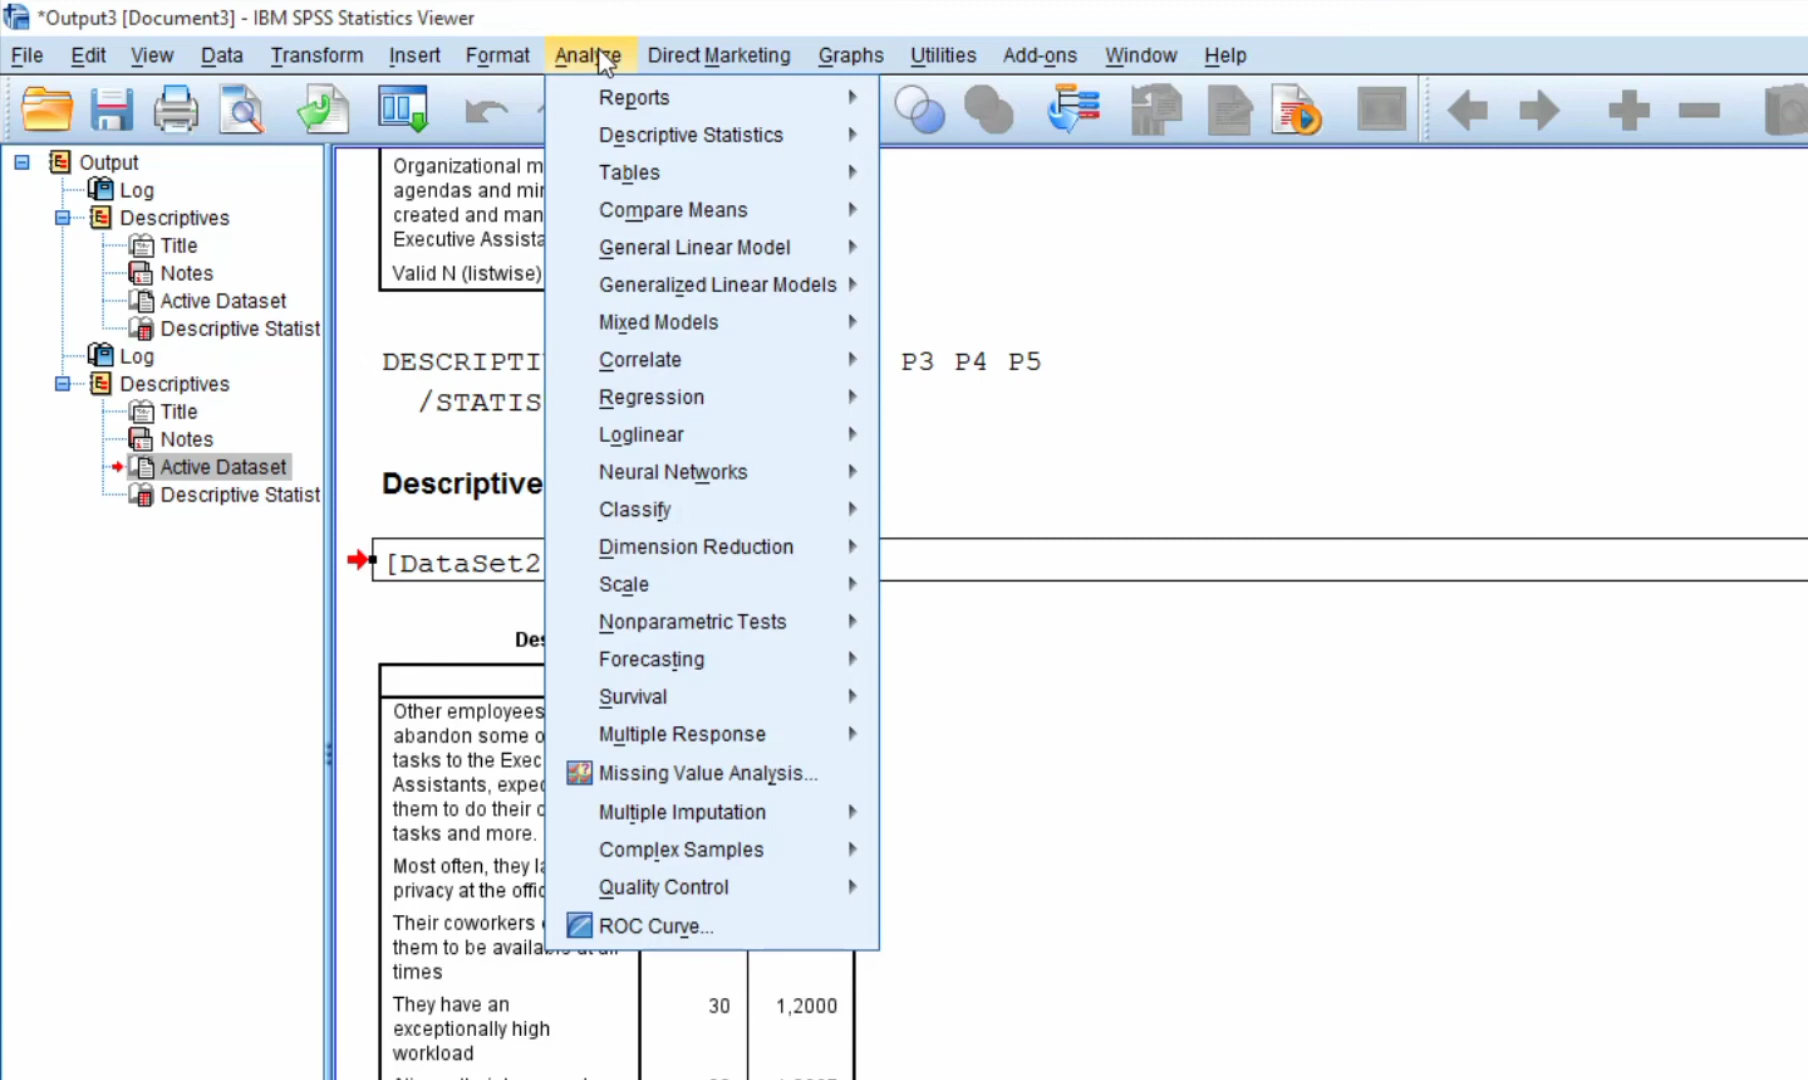 *Output3 [Document3] - IBM SPSS Statistics Viewer
File Edit View Data Transform Insert Format Analyze Direct Marketing Graphs Utilities Add-ons Window Help
Output
Log
Descriptives
Title
Notes
Active Dataset
Descriptive Statist
Log
Descriptives
Title
Notes
Active Dataset
Descriptive Statist
Organizational m
agendas and
created and man
Executive Assista
Valid N (listwise)
DESCRIPTI P3 P4 P5
/STATIS
Descriptive
[DataSet2
Des
Other employees
abandon some o
tasks to the Exec
Assistants, expec
them to do their
tasks and more.
Most often, they la
privacy at the offic
Their coworkers
them to be available at all
times
They have an
exceptionally high
workload
30 1,2000
Reports
Descriptive Statistics
Tables
Compare Means
General Linear Model
Generalized Linear Models
Mixed Models
Correlate
Regression
Loglinear
Neural Networks
Classify
Dimension Reduction
Scale
Nonparametric Tests
Forecasting
Survival
Multiple Response
Missing Value Analysis...
Multiple Imputation
Complex Samples
Quality Control
ROC Curve...